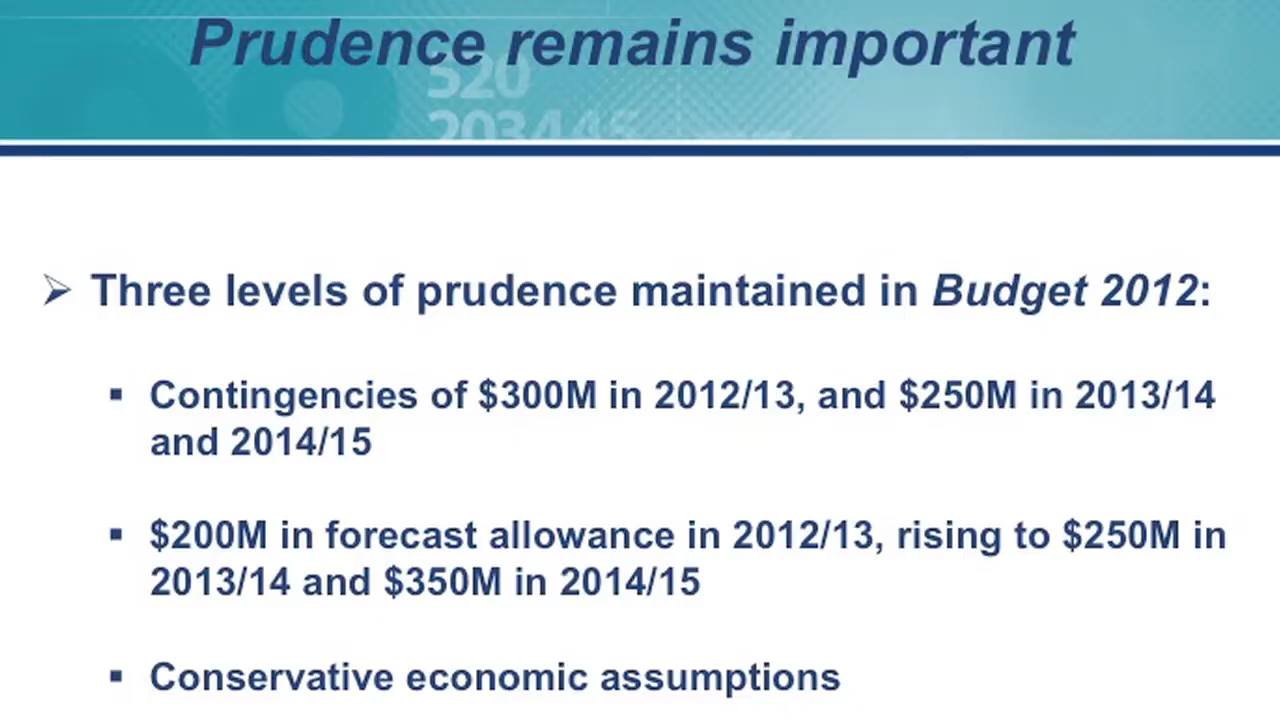 Prudence remains important
520
203445
➢ Three levels of prudence maintained in Budget 2012:
▪ Contingencies of $300M in 2012/13, and $250M in 2013/14
and 2014/15
▪ $200M in forecast allowance in 2012/13, rising to $250M in
2013/14 and $350M in 2014/15
▪ Conservative economic assumptions